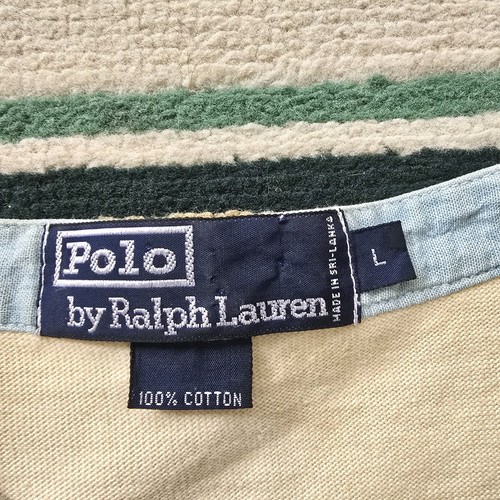 Polo
by Ralph Lauren
MADE IN SRI-LANKA
L
100% COTTON